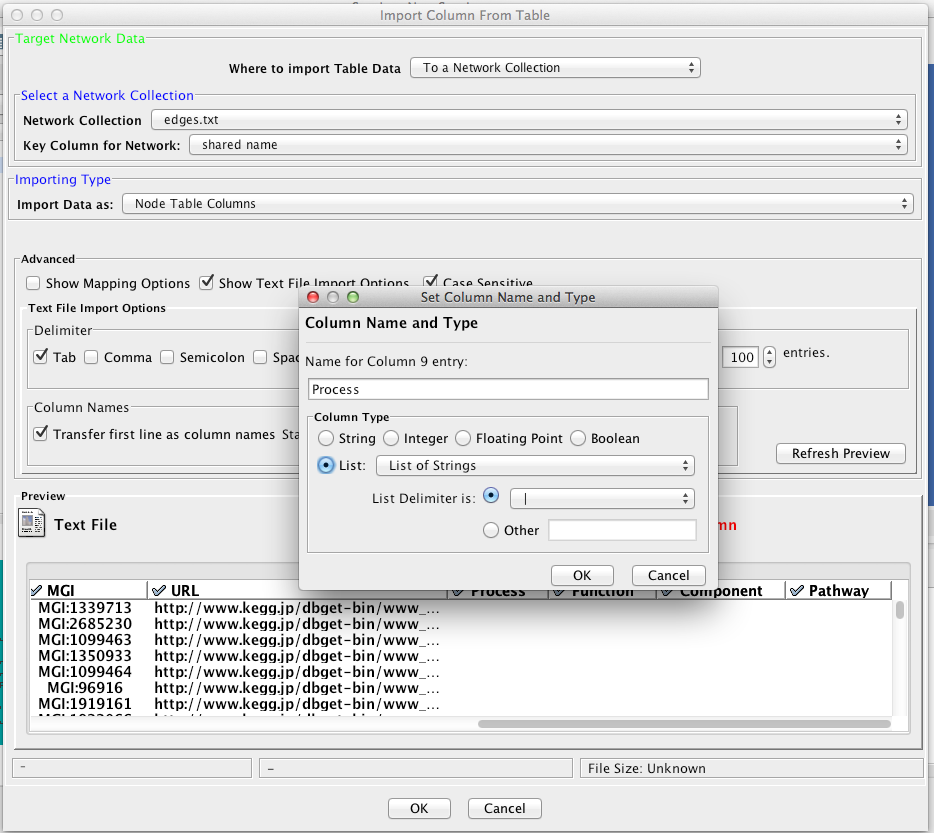 Import Column From Table
Target Network Data
Where to import Table Data To a Network Collection
Select a Network Collection
Network Collection edges.txt
Key Column for Network: shared name
Importing Type
Import Data as: Node Table Columns
Advanced
Show Mapping Options Show Text File Import Options Case Sensitive
Text File Import Options
Delimiter
Tab Comma Semicolon
100 entries.
Column Names
Transfer first line as column names
Refresh Preview
Set Column Name and Type
Column Name and Type
Name for Column 9 entry:
Process
Column Type
String Integer Floating Point Boolean
List: List of Strings
List Delimiter is: |
Other
OK Cancel
Preview
Text File
MGI URL Process Function Component Pathway
MGI:1339713 http://www.kegg.jp/dbget-bin/www_...
MGI:2685230 http://www.kegg.jp/dbget-bin/www_...
MGI:1099463 http://www.kegg.jp/dbget-bin/www_...
MGI:1350933 http://www.kegg.jp/dbget-bin/www_...
MGI:1099464 http://www.kegg.jp/dbget-bin/www_...
MGI:96916 http://www.kegg.jp/dbget-bin/www_...
MGI:1919161 http://www.kegg.jp/dbget-bin/www_...
http://www.kegg.jp/dbget-bin/www_...
- - File Size: Unknown
OK Cancel